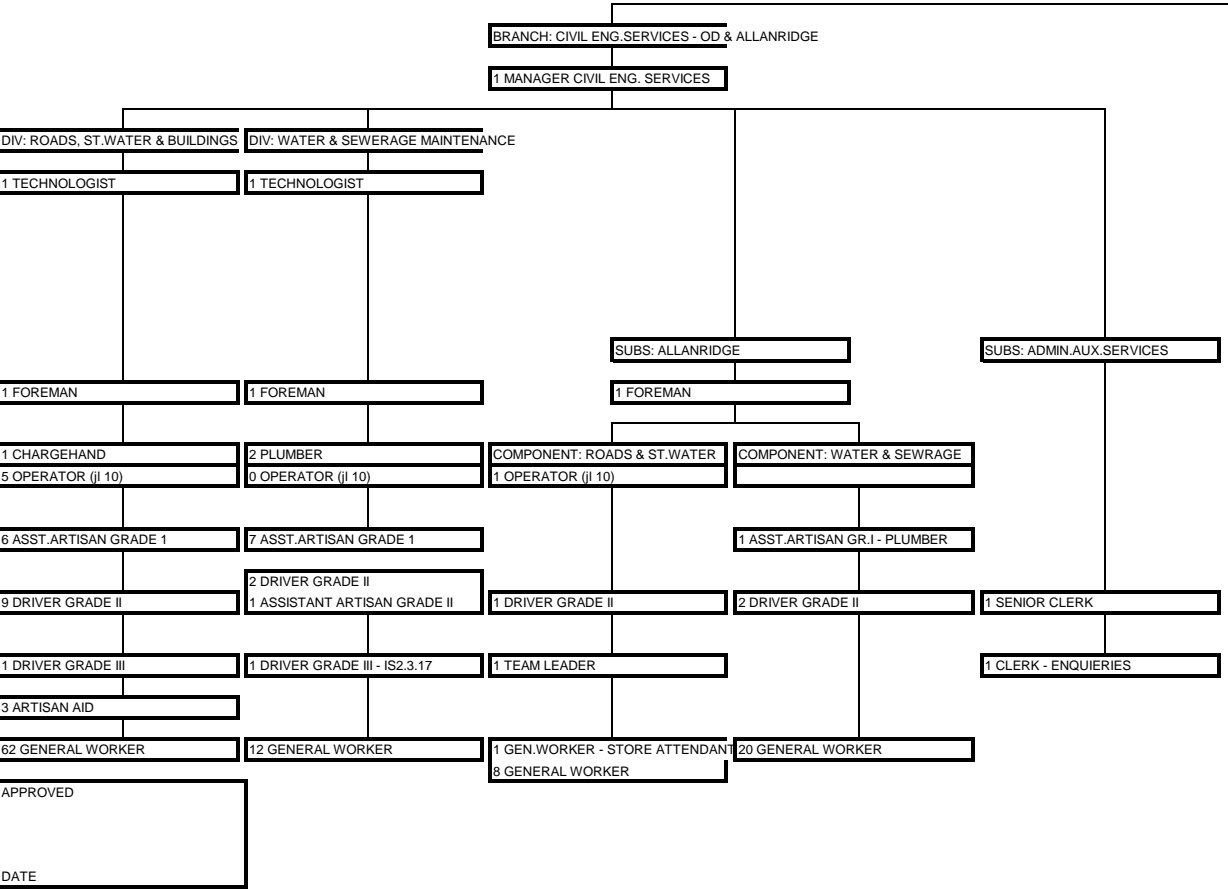 BRANCH: CIVIL ENG.SERVICES - OD & ALLANRIDGE
1 MANAGER CIVIL ENG. SERVICES
DIV: ROADS, ST.WATER & BUILDINGS
DIV: WATER & SEWERAGE MAINTENANCE
1 TECHNOLOGIST
1 TECHNOLOGIST
SUBS: ALLANRIDGE
SUBS: ADMIN.AUX.SERVICES
1 FOREMAN
1 FOREMAN
1 FOREMAN
1 CHARGEHAND
2 PLUMBER
COMPONENT: ROADS & ST.WATER
COMPONENT: WATER & SEWRAGE
5 OPERATOR (jl 10)
0 OPERATOR (jl 10)
1 OPERATOR (jl 10)
6 ASST.ARTISAN GRADE 1
7 ASST.ARTISAN GRADE 1
1 ASST.ARTISAN GR.I - PLUMBER
2 DRIVER GRADE II
9 DRIVER GRADE II
1 ASSISTANT ARTISAN GRADE II
1 DRIVER GRADE II
2 DRIVER GRADE II
1 SENIOR CLERK
1 DRIVER GRADE III
1 DRIVER GRADE III - IS2.3.17
1 TEAM LEADER
1 CLERK - ENQUIERIES
3 ARTISAN AID
62 GENERAL WORKER
12 GENERAL WORKER
1 GEN.WORKER - STORE ATTENDANT
20 GENERAL WORKER
8 GENERAL WORKER
APPROVED
DATE